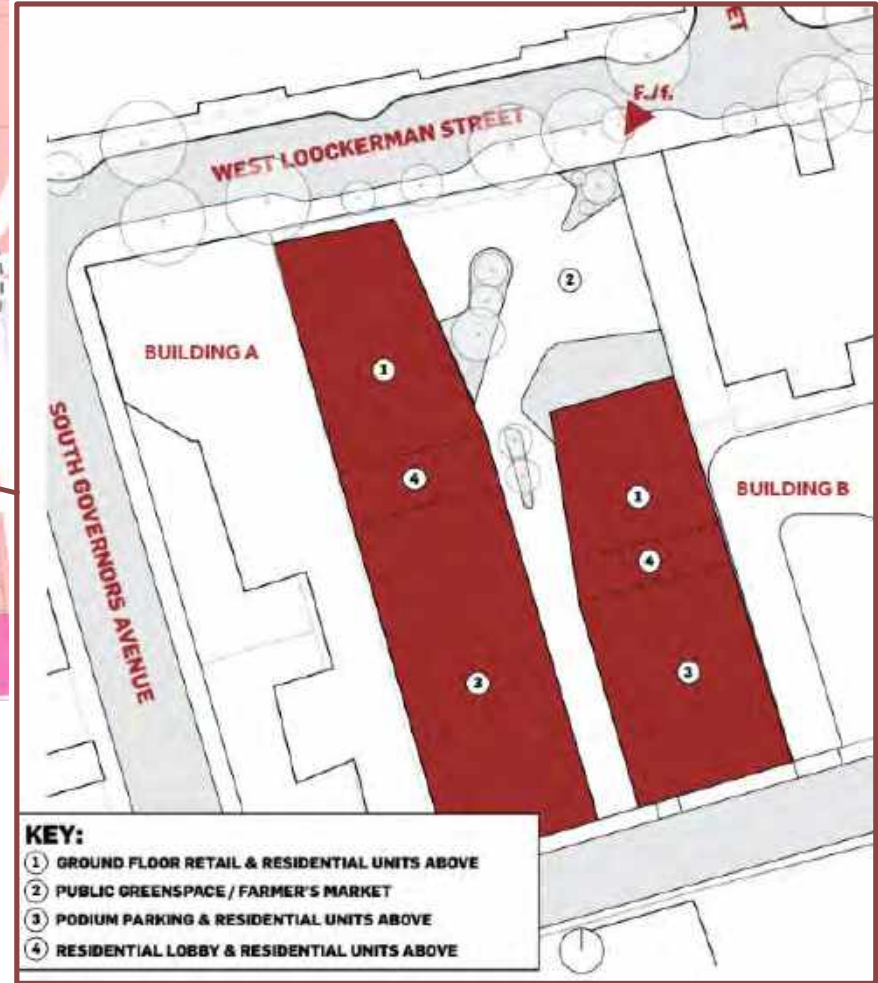 ET
F./f.
WEST LOOCKERMAN STREET
2
BUILDING A
1
SOUTH GOVERNORS AVENUE
4
1
BUILDING B
4
3
3
KEY:
1 GROUND FLOOR RETAIL & RESIDENTIAL UNITS ABOVE
2 PUBLIC GREENSPACE / FARMER'S MARKET
3 PODIUM PARKING & RESIDENTIAL UNITS ABOVE
4 RESIDENTIAL LOBBY & RESIDENTIAL UNITS ABOVE